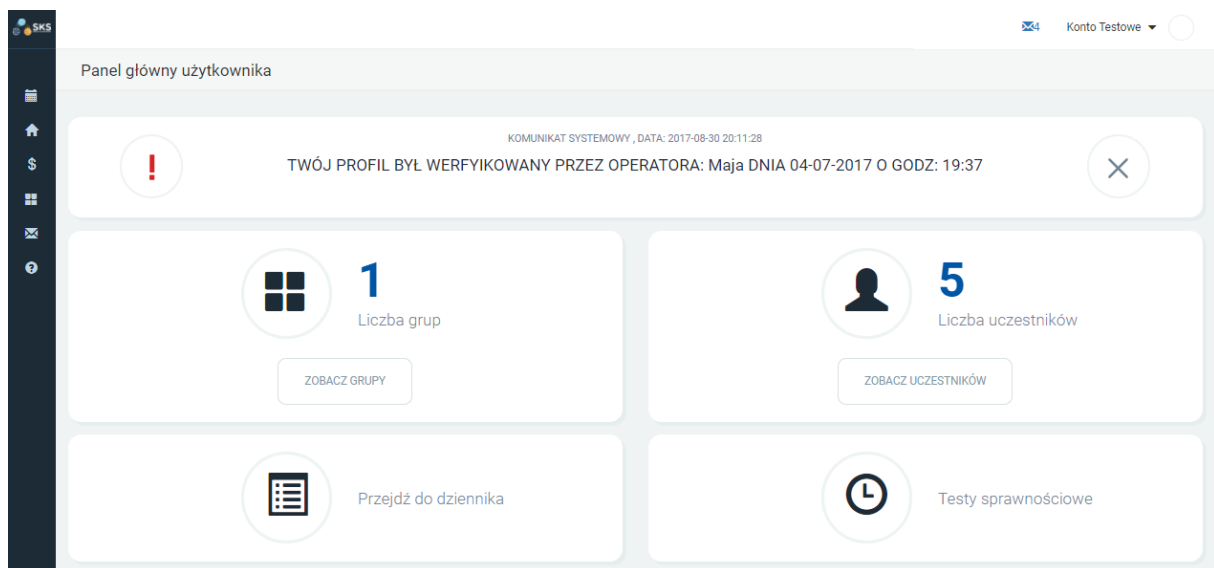 SKS
4 Konto Testowe
Panel główny użytkownika
KOMUNIKAT SYSTEMOWY , DATA: 2017-08-30 20:11:28
TWÓJ PROFIL BYŁ WERFYIKOWANY PRZEZ OPERATORA: Maja DNIA 04-07-2017 O GODZ: 19:37
1
Liczba grup
ZOBACZ GRUPY
5
Liczba uczestników
ZOBACZ UCZESTNIKÓW
Przejdź do dziennika
Testy sprawnościowe